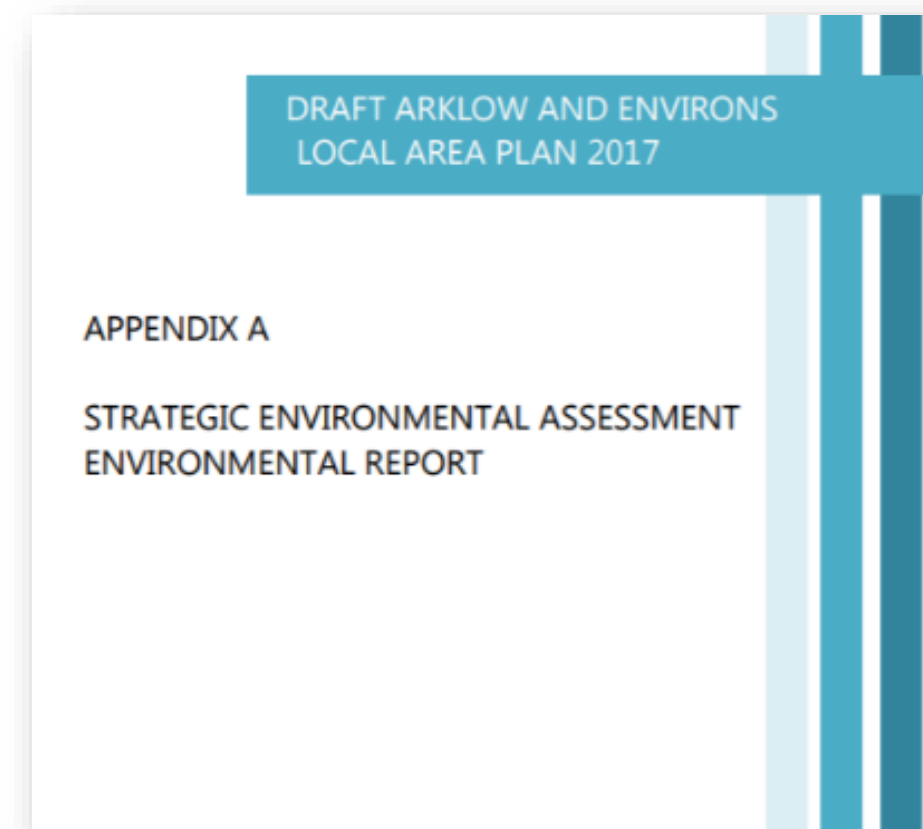 DRAFT ARKLOW AND ENVIRONS
LOCAL AREA PLAN 2017
APPENDIX A
STRATEGIC ENVIRONMENTAL ASSESSMENT
ENVIRONMENTAL REPORT